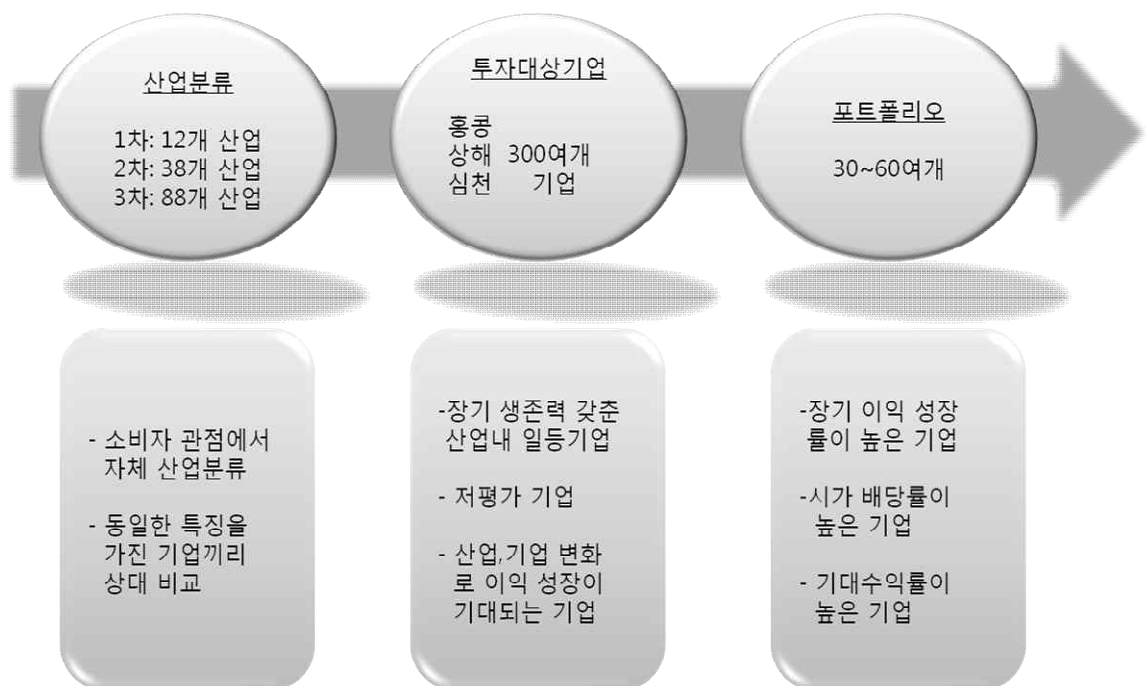 산업분류
1차: 12개 산업
2차: 38개 산업
3차: 88개 산업
투자대상기업
홍콩
상해 300여개
심천 기업
포트폴리오
30~60여개
- 소비자 관점에서
자체 산업분류
- 동일한 특징을
가진 기업끼리
상대 비교
-장기 생존력 갖춘
산업내 일등기업
- 저평가 기업
- 산업,기업 변화
로 이익 성장이
기대되는 기업
-장기 이익 성장
률이 높은 기업
-시가 배당률이
높은 기업
- 기대수익률이
높은 기업